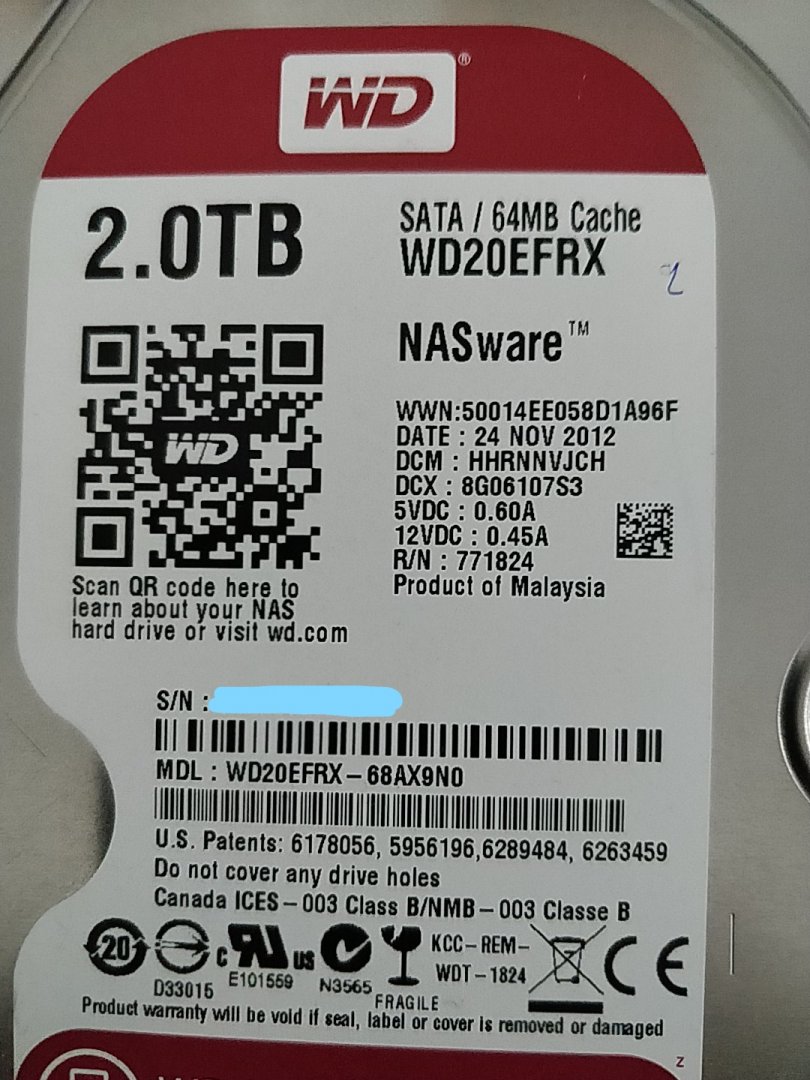 WD®
2.0TB
SATA / 64MB Cache
WD20EFRX
2
NASware™
WD
WWN:50014EE058D1A96F
DATE : 24 NOV 2012
DCM : HHRNNVJCH
DCX : 8G06107S3
5VDC : 0.60A
12VDC : 0.45A
R/N : 771824
Product of Malaysia
Scan QR code here to
learn about your NAS
hard drive or visit wd.com
S/N :
MDL : WD20EFRX-68AX9N0
U.S. Patents: 6178056, 5956196,6289484, 6263459
Do not cover any drive holes
Canada ICES-003 Class B/NMB-003 Classe B
20
D33015
c UR us
E101559
N3565
FRAGILE
KCC-REM-
WDT-1824
CE
Product warranty will be void if seal, label or cover is removed or damaged
z